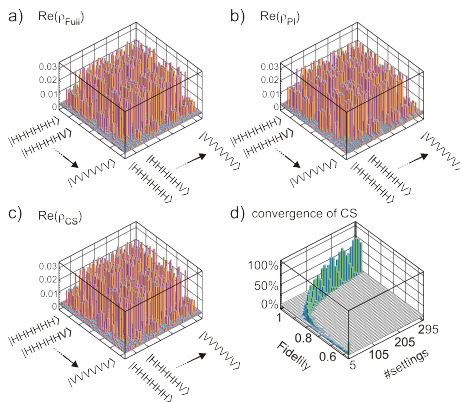 a) Re(ρFull)
0.03
0.02
0.01
0
|HHHHHH⟩
|HHHHHV⟩
|VVVVVV⟩
|HHHHHH⟩
|HHHHHV⟩
|VVVVVV⟩
b) Re(ρPI)
0.03
0.02
0.01
0
|HHHHHH⟩
|HHHHHV⟩
|VVVVVV⟩
|HHHHHH⟩
|HHHHHV⟩
|VVVVVV⟩
c) Re(ρCS)
0.03
0.02
0.01
0
|HHHHHH⟩
|HHHHHV⟩
|VVVVVV⟩
|HHHHHH⟩
|HHHHHV⟩
|VVVVVV⟩
d) convergence of CS
100%
50%
0%
1
0.8
0.6
Fidelity
5
105
205
295
#settings